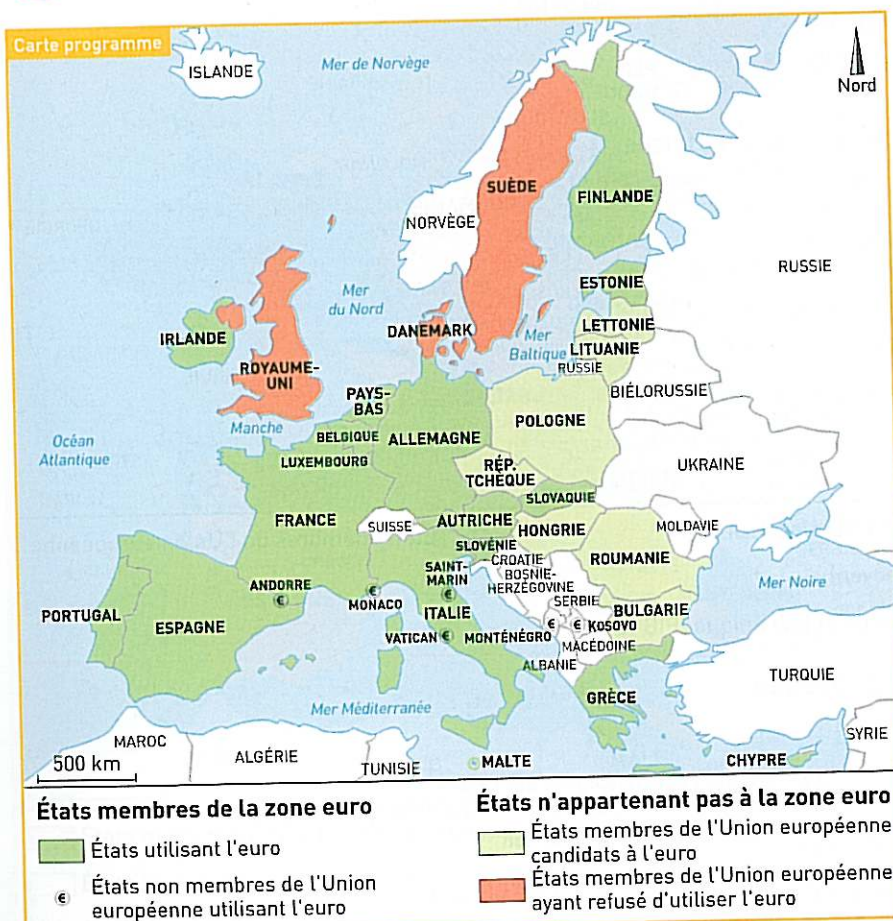 Carte programme
ISLANDE
Mer de Norvège
Nord
SUÈDE
FINLANDE
NORVÈGE
RUSSIE
ESTONIE
Mer
du Nord
LETTONIE
IRLANDE
DANEMARK
Mer
Baltique
LITUANIE
ROYAUME-
UNI
RUSSIE
BIÉLORUSSIE
PAYS-
BAS
POLOGNE
Manche
BELGIQUE
ALLEMAGNE
Océan
Atlantique
LUXEMBOURG
RÉP.
TCHÈQUE
UKRAINE
SLOVAQUIE
FRANCE
SUISSE
AUTRICHE
MOLDAVIE
HONGRIE
SLOVÉNIE
ROUMANIE
CROATIE
SAINT-
MARIN
BOSNIE-
HERZÉGOVINE
Mer Noire
ANDORRE
€
MONACO
€
€
SERBIE
PORTUGAL
ESPAGNE
ITALIE
BULGARIE
€
€
KOSOVO
VATICAN
€
MONTÉNÉGRO
MACÉDOINE
ALBANIE
TURQUIE
GRÈCE
Mer Méditerranée
MAROC
SYRIE
ALGÉRIE
500 km
TUNISIE
MALTE
CHYPRE
États membres de la zone euro
États utilisant l'euro
€
États non membres de l'Union
européenne utilisant l'euro
États n'appartenant pas à la zone euro
États membres de l'Union européenne
candidats à l'euro
États membres de l'Union européenne
ayant refusé d'utiliser l'euro